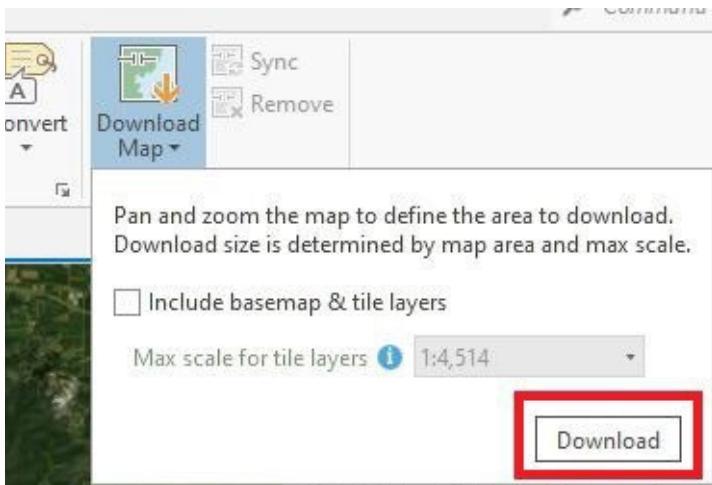 Command
A
onvert
Download
Map
Sync
Remove
Pan and zoom the map to define the area to download.
Download size is determined by map area and max scale.
Include basemap & tile layers
Max scale for tile layers
1:4,514
Download